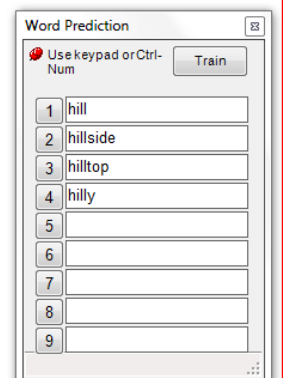 Word Prediction
Use keypad or Ctrl-
Num
Train
1 hill
2 hillside
3 hilltop
4 hilly
5
6
7
8
9